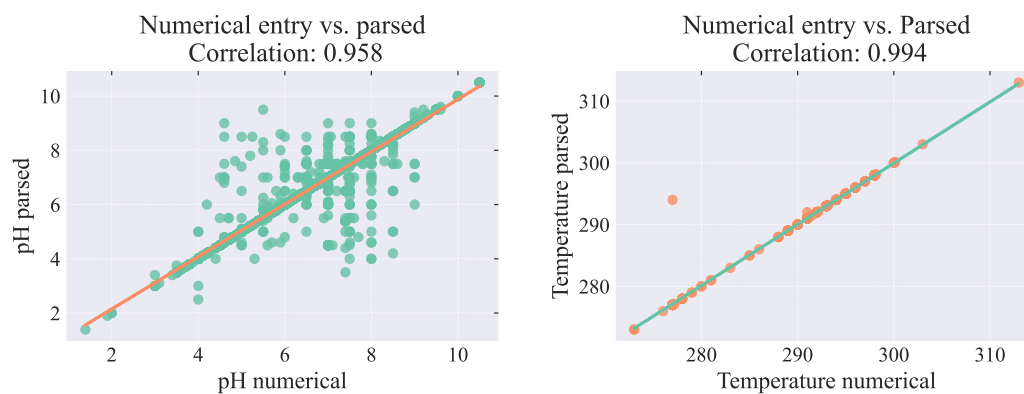 Numerical entry vs. parsed
Correlation: 0.958
10
8
6
4
2
pH parsed
2 4 6 8 10
pH numerical
Numerical entry vs. Parsed
Correlation: 0.994
310
300
290
280
Temperature parsed
280 290 300 310
Temperature numerical